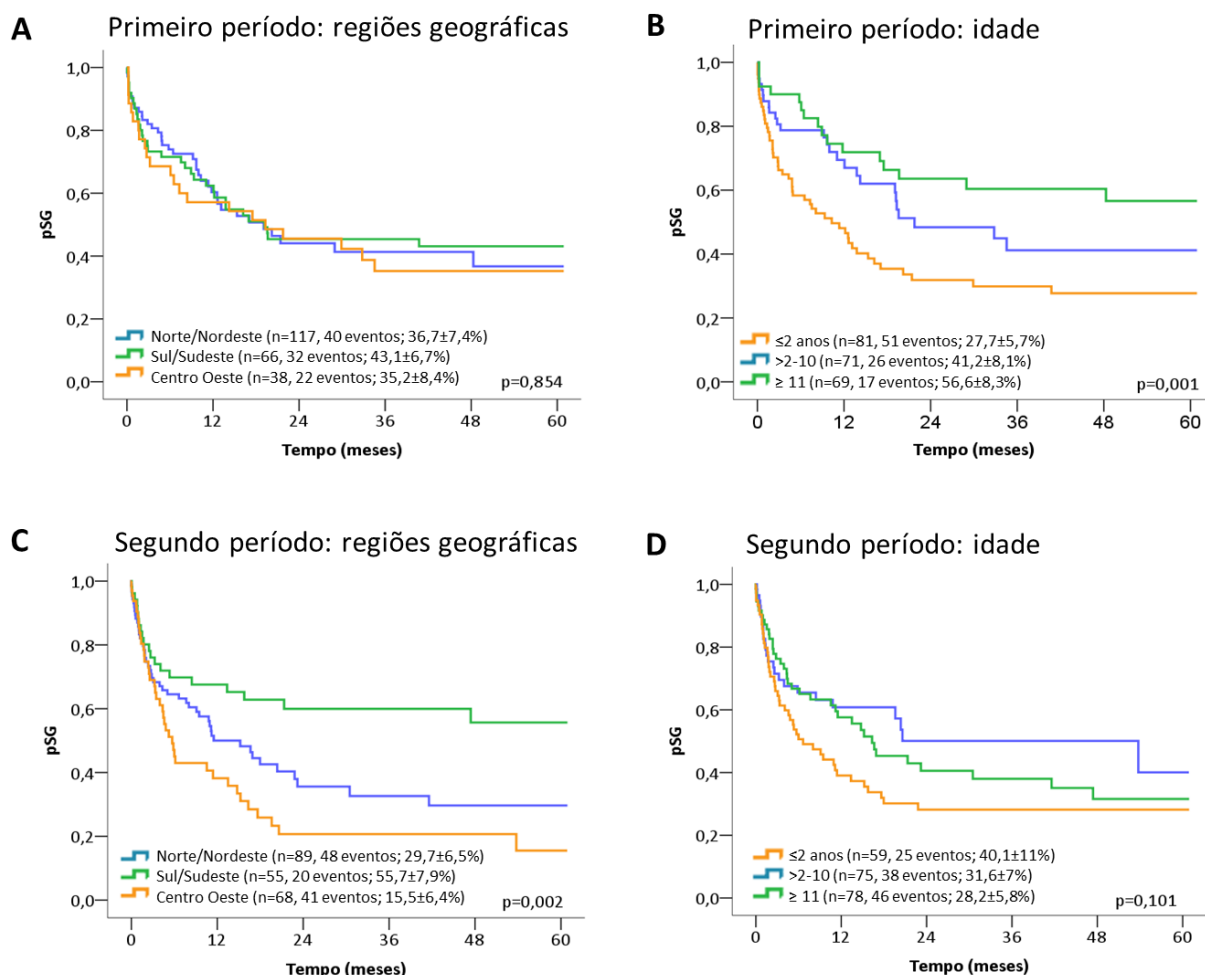 A
Primeiro período: regiões geográficas
1,0
0,8
0,6
0,4
0,2
0,0
pSG
Norte/Nordeste (n=117, 40 eventos; 36,7±7,4%)
Sul/Sudeste (n=66, 32 eventos; 43,1±6,7%)
Centro Oeste (n=38, 22 eventos; 35,2±8,4%)
p=0,854
0 12 24 36 48 60
Tempo (meses)
B
Primeiro período: idade
1,0
0,8
0,6
0,4
0,2
0,0
pSG
≤2 anos (n=81, 51 eventos; 27,7±5,7%)
>2-10 (n=71, 26 eventos; 41,2±8,1%)
≥ 11 (n=69, 17 eventos; 56,6±8,3%)
p=0,001
0 12 24 36 48 60
Tempo (meses)
C
Segundo período: regiões geográficas
1,0
0,8
0,6
0,4
0,2
0,0
pSG
Norte/Nordeste (n=89, 48 eventos; 29,7±6,5%)
Sul/Sudeste (n=55, 20 eventos; 55,7±7,9%)
Centro Oeste (n=68, 41 eventos; 15,5±6,4%)
p=0,002
0 12 24 36 48 60
Tempo (meses)
D
Segundo período: idade
1,0
0,8
0,6
0,4
0,2
0,0
pSG
≤2 anos (n=59, 25 eventos; 40,1±11%)
>2-10 (n=75, 38 eventos; 31,6±7%)
≥ 11 (n=78, 46 eventos; 28,2±5,8%)
p=0,101
0 12 24 36 48 60
Tempo (meses)